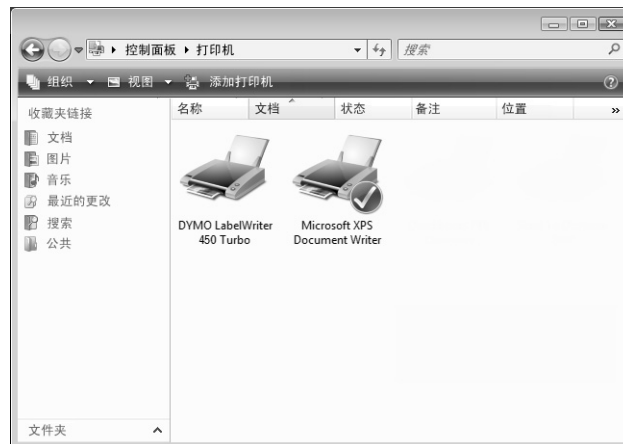 控制面板 ▸ 打印机
搜索
组织 视图 添加打印机
收藏夹链接
文档
图片
音乐
最近的更改
搜索
公共
文件夹
名称 文档 状态 备注 位置 »
DYMO LabelWriter
450 Turbo
Microsoft XPS
Document Writer